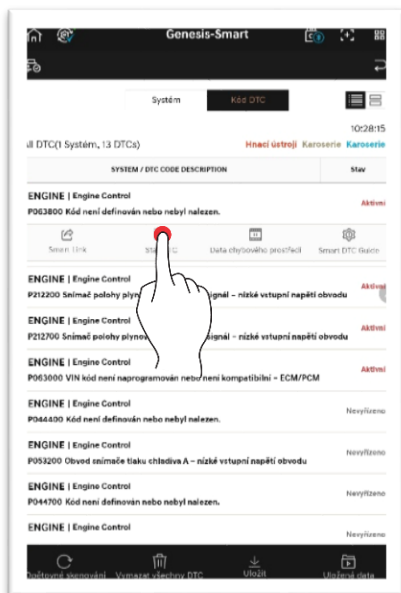 Genesis-Smart
Systém
Kód DTC
10:28:15
All DTC(1 Systém, 13 DTCs)
Hnací ústrojí Karoserie Karoserie
SYSTEM / DTC CODE DESCRIPTION
Stav
ENGINE | Engine Control
P063800 Kód není definován nebo nebyl nalezen.
Aktivní
Smart Link
Data chybového prostředí
Smart DTC Guide
ENGINE | Engine Control
P212200 Snímač polohy plyn signál – nízké vstupní napětí obvodu
Aktivní
ENGINE | Engine Control
P212700 Snímač polohy plynov signál – nízké vstupní napětí obvodu
Aktivní
ENGINE | Engine Control
P063000 VIN kód není naprogramován nebo není kompatibilní – ECM/PCM
Aktivní
ENGINE | Engine Control
P044400 Kód není definován nebo nebyl nalezen.
Nevyřízeno
ENGINE | Engine Control
P053200 Obvod snímače tlaku chladiva A – nízké vstupní napětí obvodu
Nevyřízeno
ENGINE | Engine Control
P044700 Kód není definován nebo nebyl nalezen.
Nevyřízeno
ENGINE | Engine Control
Nevyřízeno
Opětovné skenování
Vymazat všechny DTC
Uložit
Uložená data